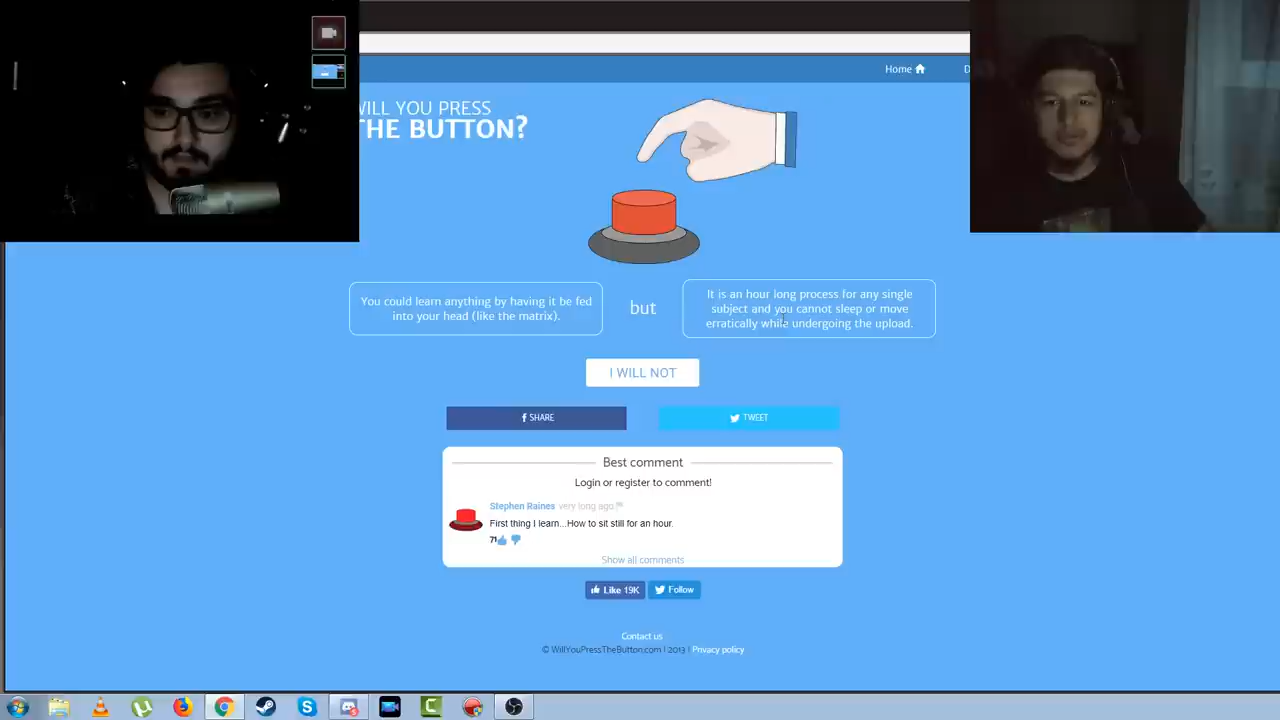 Home
WILL YOU PRESS
THE BUTTON?
You could learn anything by having it be fed
into your head (like the matrix).
but
It is an hour long process for any single
subject and you cannot sleep or move
erratically while undergoing the upload.
I WILL NOT
SHARE
TWEET
Best comment
Login or register to comment!
Stephen Raines very long ago
First thing I learn...How to sit still for an hour.
71
Show all comments
Like 19K
Follow
Contact us
© WillYouPressTheButton.com | 2013 | Privacy policy